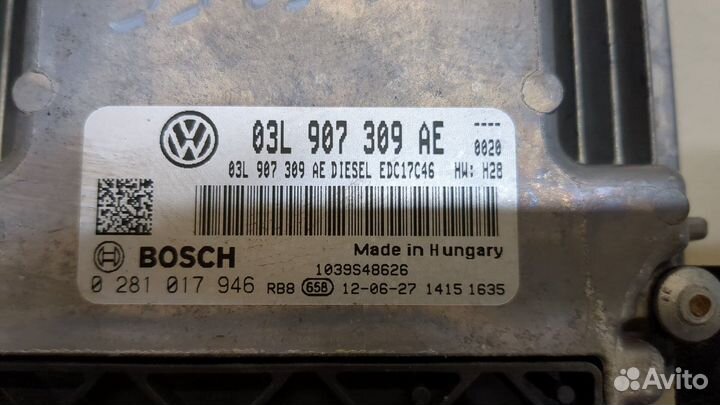 03L 907 309 AE ----
0020
03L 907 309 AE DIESEL EDC17C46 HW: H28
BOSCH Made in Hungary
1039S48626
0 281 017 946 RB8 658 12-06-27 1415 1635
Avito